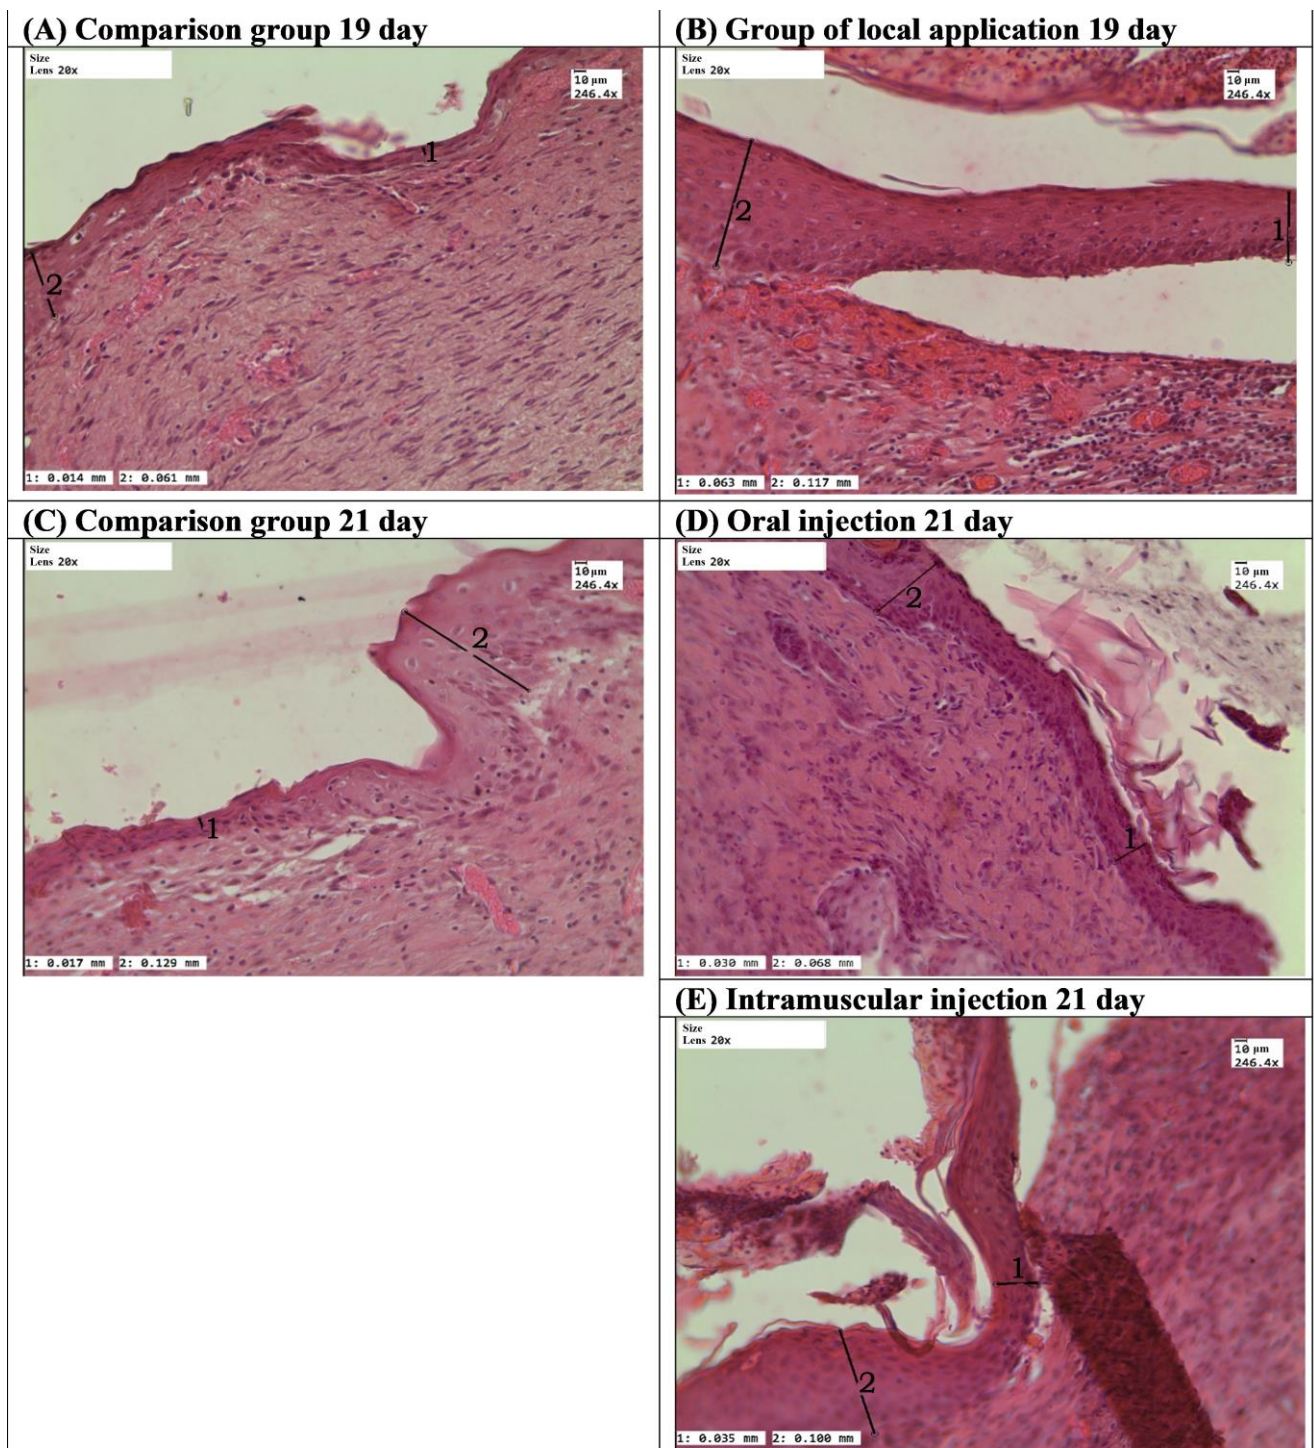 (A) Comparison group 19 day
Size
Lens 20x
10 µm
246.4x
1
2
1: 0.014 mm 2: 0.061 mm
(B) Group of local application 19 day
Size
Lens 20x
10 µm
246.4x
2
1
1: 0.063 mm 2: 0.117 mm
(C) Comparison group 21 day
Size
Lens 20x
10 µm
246.4x
2
1
1: 0.017 mm 2: 0.129 mm
(D) Oral injection 21 day
Size
Lens 20x
10 µm
246.4x
2
1
1: 0.030 mm 2: 0.068 mm
(E) Intramuscular injection 21 day
Size
Lens 20x
10 µm
246.4x
1
2
1: 0.035 mm 2: 0.100 mm